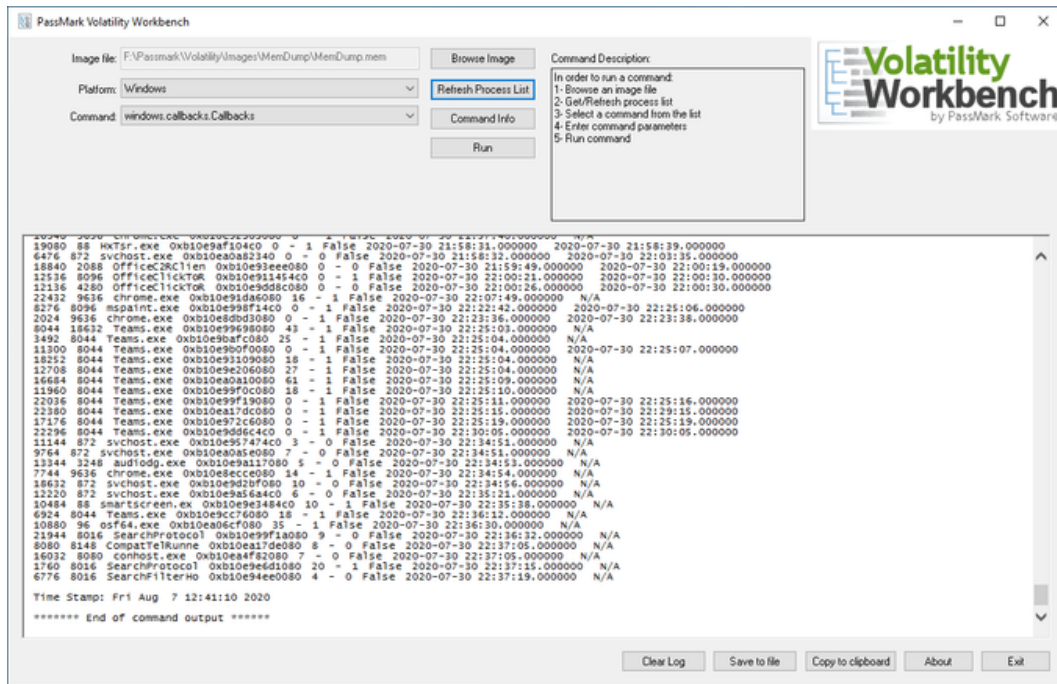 PassMark Volatility Workbench
Image file: F:\Passmark\Volatility\Images\MemDump\MemDump.mem
Browse Image
Platform: Windows
Refresh Process List
Command: windows.callbacks.Callbacks
Command Info
Run
Command Description:
In order to run a command:
1- Browse an image file
2- Get/Refresh process list
3- Select a command from the list
4- Enter command parameters
5- Run command
Volatility
Workbench
by PassMark Software
19080 88 HxTsr.exe 0xb10e9af104c0 0 - 1 False 2020-07-30 21:58:31.000000 2020-07-30 21:58:39.000000
6476 872 svchost.exe 0xb10ea0a82340 0 - 0 False 2020-07-30 21:58:32.000000 2020-07-30 22:03:35.000000
18840 2088 OfficeC2RClien 0xb10e93eee080 0 - 0 False 2020-07-30 21:59:49.000000 2020-07-30 22:00:19.000000
12536 8096 OfficeClickToR 0xb10e911454c0 0 - 1 False 2020-07-30 22:00:21.000000 2020-07-30 22:00:30.000000
12136 4280 OfficeClickToR 0xb10e9dd8c080 0 - 0 False 2020-07-30 22:00:26.000000 2020-07-30 22:00:30.000000
22432 9636 chrome.exe 0xb10e91da6080 16 - 1 False 2020-07-30 22:07:49.000000 N/A
8276 8096 mspaint.exe 0xb10e998f14c0 0 - 1 False 2020-07-30 22:22:42.000000 2020-07-30 22:25:06.000000
2024 9636 chrome.exe 0xb10e8dbd3080 0 - 1 False 2020-07-30 22:23:36.000000 2020-07-30 22:23:38.000000
8044 18632 Teams.exe 0xb10e99698080 43 - 1 False 2020-07-30 22:25:03.000000 N/A
3492 8044 Teams.exe 0xb10e9bafc080 25 - 1 False 2020-07-30 22:25:04.000000 N/A
11300 8044 Teams.exe 0xb10e9b0f0080 0 - 1 False 2020-07-30 22:25:04.000000 2020-07-30 22:25:07.000000
18252 8044 Teams.exe 0xb10e93109080 18 - 1 False 2020-07-30 22:25:04.000000 N/A
12708 8044 Teams.exe 0xb10e9e206080 27 - 1 False 2020-07-30 22:25:04.000000 N/A
16684 8044 Teams.exe 0xb10ea0a10080 61 - 1 False 2020-07-30 22:25:09.000000 N/A
11960 8044 Teams.exe 0xb10e99f0c080 18 - 1 False 2020-07-30 22:25:10.000000 N/A
22036 8044 Teams.exe 0xb10e99f19080 0 - 1 False 2020-07-30 22:25:11.000000 2020-07-30 22:25:16.000000
22380 8044 Teams.exe 0xb10ea17dc080 0 - 1 False 2020-07-30 22:25:15.000000 2020-07-30 22:29:15.000000
17176 8044 Teams.exe 0xb10e972c6080 0 - 1 False 2020-07-30 22:25:19.000000 2020-07-30 22:25:19.000000
22296 8044 Teams.exe 0xb10e9dd6c4c0 0 - 1 False 2020-07-30 22:30:05.000000 2020-07-30 22:30:05.000000
11144 872 svchost.exe 0xb10e957474c0 3 - 0 False 2020-07-30 22:34:51.000000 N/A
9764 872 svchost.exe 0xb10ea0a5e080 7 - 0 False 2020-07-30 22:34:51.000000 N/A
13344 3248 audiodg.exe 0xb10e9a117080 5 - 0 False 2020-07-30 22:34:53.000000 N/A
7744 9636 chrome.exe 0xb10e8ecce080 14 - 1 False 2020-07-30 22:34:54.000000 N/A
18632 872 svchost.exe 0xb10e9d2bf080 10 - 0 False 2020-07-30 22:34:56.000000 N/A
12220 872 svchost.exe 0xb10e9a56a4c0 6 - 0 False 2020-07-30 22:35:21.000000 N/A
10484 88 smartscreen.ex 0xb10e9e3484c0 10 - 1 False 2020-07-30 22:35:38.000000 N/A
6924 8044 Teams.exe 0xb10e9cc76080 18 - 1 False 2020-07-30 22:36:12.000000 N/A
10880 96 osf64.exe 0xb10ea06cf080 35 - 1 False 2020-07-30 22:36:30.000000 N/A
21944 8016 SearchProtocol 0xb10e99f1a080 9 - 0 False 2020-07-30 22:36:32.000000 N/A
8080 8148 CompatTelRunne 0xb10ea17de080 8 - 0 False 2020-07-30 22:37:05.000000 N/A
16032 8080 conhost.exe 0xb10ea4f82080 7 - 0 False 2020-07-30 22:37:05.000000 N/A
1760 8016 SearchProtocol 0xb10e9e6d1080 20 - 1 False 2020-07-30 22:37:15.000000 N/A
6776 8016 SearchFilterHo 0xb10e94ee0080 4 - 0 False 2020-07-30 22:37:19.000000 N/A
Time Stamp: Fri Aug 7 12:41:10 2020
******* End of command output ******
Clear Log
Save to file
Copy to clipboard
About
Exit